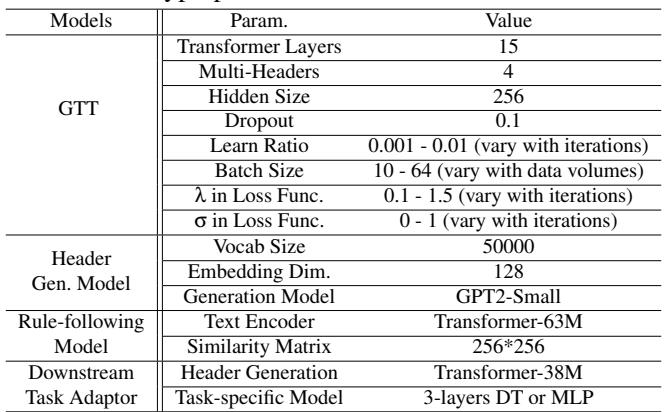 Models Param. Value
Transformer Layers 15
Multi-Headers 4
Hidden Size 256
GTT
Dropout 0.1
Learn Ratio 0.001 - 0.01 (vary with iterations)
Batch Size 10 - 64 (vary with data volumes)
λ in Loss Func. 0.1 - 1.5 (vary with iterations)
σ in Loss Func. 0 - 1 (vary with iterations)
Header Gen. Model
Vocab Size 50000
Embedding Dim. 128
Generation Model GPT2-Small
Rule-following Text Encoder Transformer-63M
Model Similarity Matrix 256*256
Downstream Header Generation Transformer-38M
Task Adaptor Task-specific Model 3-layers DT or MLP